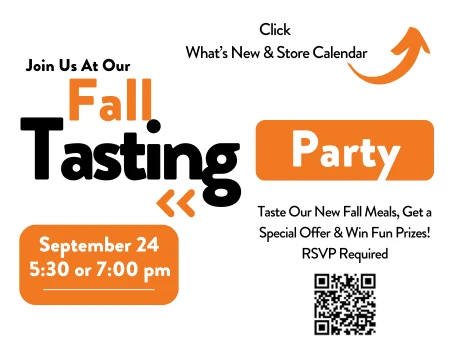 Click
What's New & Store Calendar
Join Us At Our
Fall
Tasting
Party
September 24
5:30 or 7:00 pm
Taste Our New Fall Meals, Get a
Special Offer & Win Fun Prizes!
RSVP Required